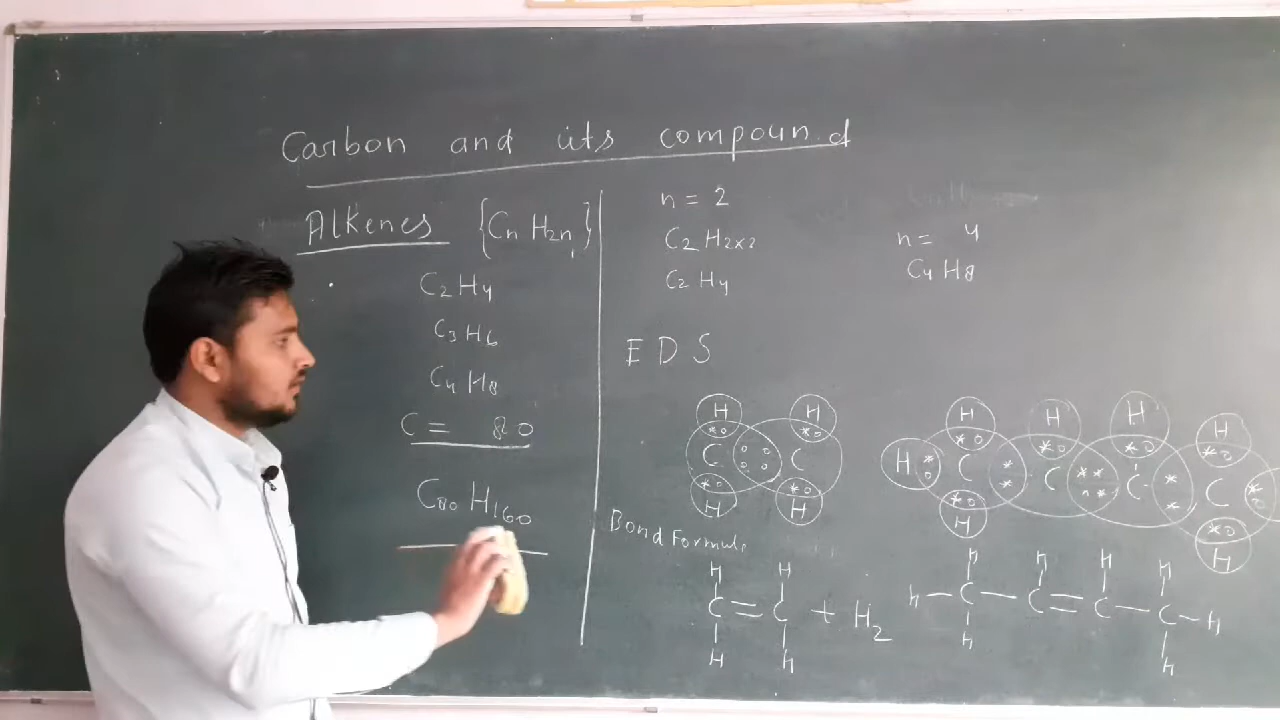 Carbon and its compound
Alkenes {CnH2n}
C2H4
C3H6
C4H8
C = 80
C80H160
n = 2
C2H2x2
C2H4
n = 4
C4H8
EDS
H H
C C
H H
H H H H
H C C C C
H H
Bond Formula
H H
C = C + H2
H H
H H H H
H - C - C = C - C - H
H H